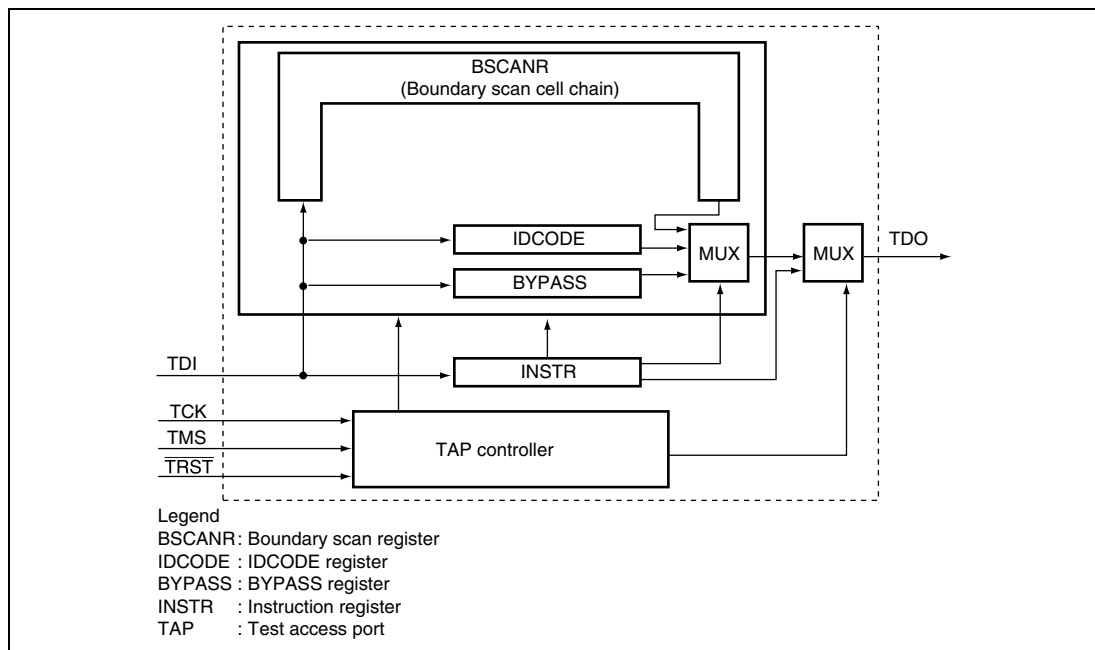 BSCANR
(Boundary scan cell chain)
IDCODE
BYPASS
MUX
MUX
TDO
TDI
INSTR
TCK
TMS
TRST
TAP controller
Legend
BSCANR : Boundary scan register
IDCODE : IDCODE register
BYPASS : BYPASS register
INSTR : Instruction register
TAP : Test access port